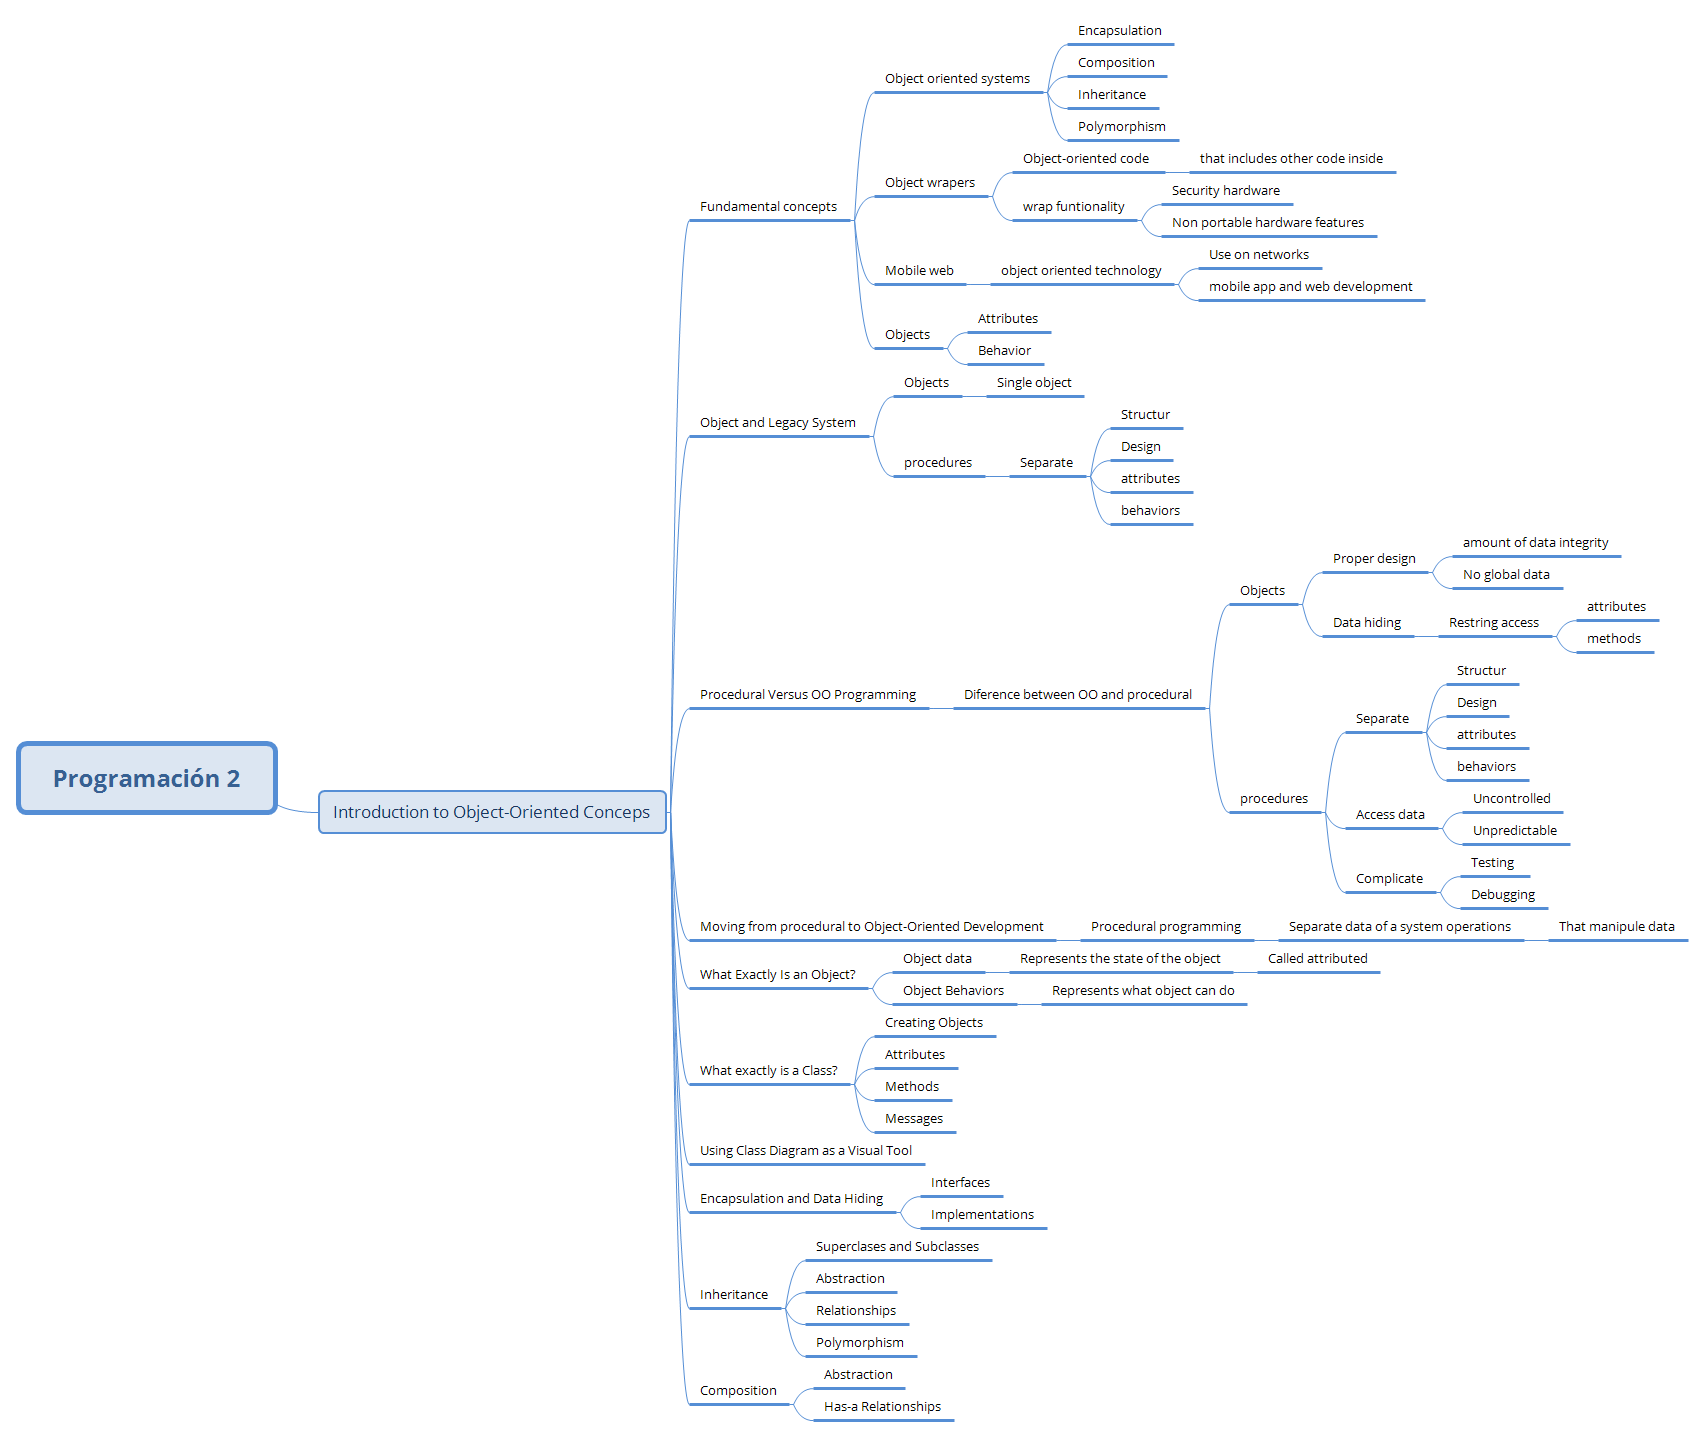 Programación 2
Introduction to Object-Oriented Conceps
Fundamental concepts
Object oriented systems
Encapsulation
Composition
Inheritance
Polymorphism
Object wrapers
Object-oriented code
that includes other code inside
wrap funtionality
Security hardware
Non portable hardware features
Mobile web
object oriented technology
Use on networks
mobile app and web development
Objects
Attributes
Behavior
Object and Legacy System
Objects
Single object
procedures
Separate
Structur
Design
attributes
behaviors
Procedural Versus OO Programming
Diference between OO and procedural
Objects
Proper design
amount of data integrity
No global data
Data hiding
Restring access
attributes
methods
procedures
Separate
Structur
Design
attributes
behaviors
Access data
Uncontrolled
Unpredictable
Complicate
Testing
Debugging
Moving from procedural to Object-Oriented Development
Procedural programming
Separate data of a system operations
That manipule data
What Exactly Is an Object?
Object data
Represents the state of the object
Called attributed
Object Behaviors
Represents what object can do
What exactly is a Class?
Creating Objects
Attributes
Methods
Messages
Using Class Diagram as a Visual Tool
Encapsulation and Data Hiding
Interfaces
Implementations
Inheritance
Superclases and Subclasses
Abstraction
Relationships
Polymorphism
Composition
Abstraction
Has-a Relationships